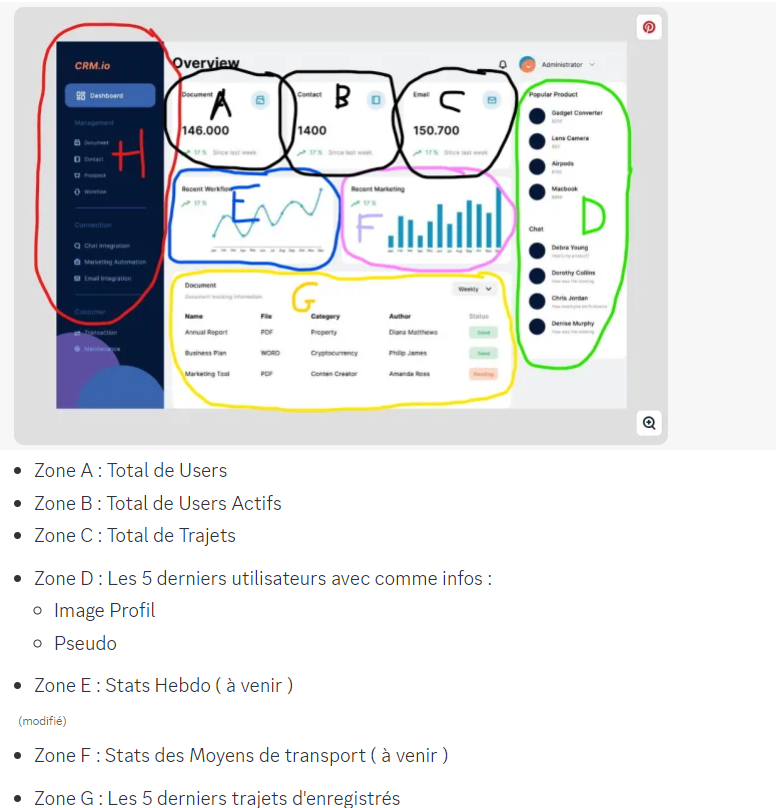 CRM.io
Overview
Administrator
Dashboard
Management
Document
Contact
Prospect
Workflow
Connection
Chat Integration
Marketing Automation
Email Integration
Customer
Transaction
Maintenance
H
Document
146.000
17 % Since last week
A
Contact
1400
17 % Since last week
B
Email
150.700
17 % Since last week
C
Recent Workflow
17 %
E
Recent Marketing
17 %
F
Popular Product
Gadget Converter
Lens Camera
Airpods
Macbook
D
Chat
Debra Young
Dorothy Collins
Chris Jordan
Denise Murphy
Document
Document tracking information
Weekly
G
Name File Category Author Status
Annual Report PDF Property Diana Matthews Send
Business Plan WORD Cryptocurrency Philip James Send
Marketing Tool PDF Conten Creator Amanda Ross Pending
Zone A : Total de Users
Zone B : Total de Users Actifs
Zone C : Total de Trajets
Zone D : Les 5 derniers utilisateurs avec comme infos :
Image Profil
Pseudo
Zone E : Stats Hebdo ( à venir )
(modifié)
Zone F : Stats des Moyens de transport ( à venir )
Zone G : Les 5 derniers trajets d'enregistrés